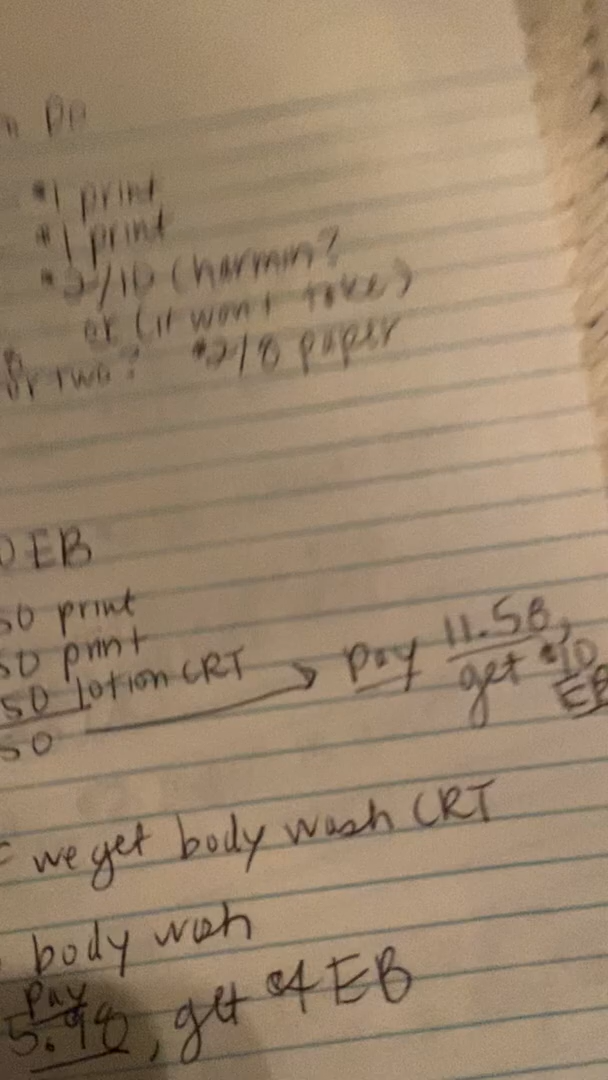 $1 print
$1 print
$2/10 Charmin?
or (it won't take)
or two? $2/8 paper
EB
50 print
50 print
50 lotion CRT
50
pay 11.58,
get $10
EB
we get body wash CRT
body wash
pay
5.98, get $4 EB